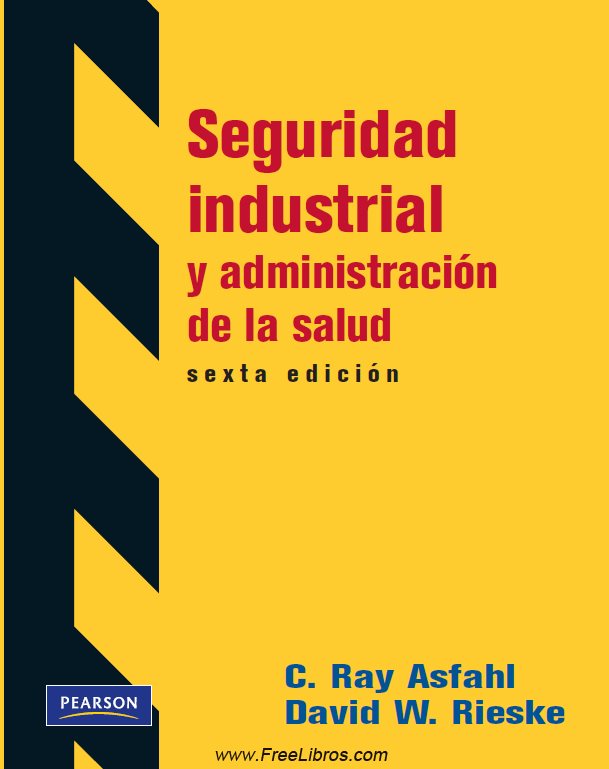 Seguridad
industrial
y administración
de la salud
sexta edición
C. Ray Asfahl
David W. Rieske
PEARSON
www.FreeLibros.com